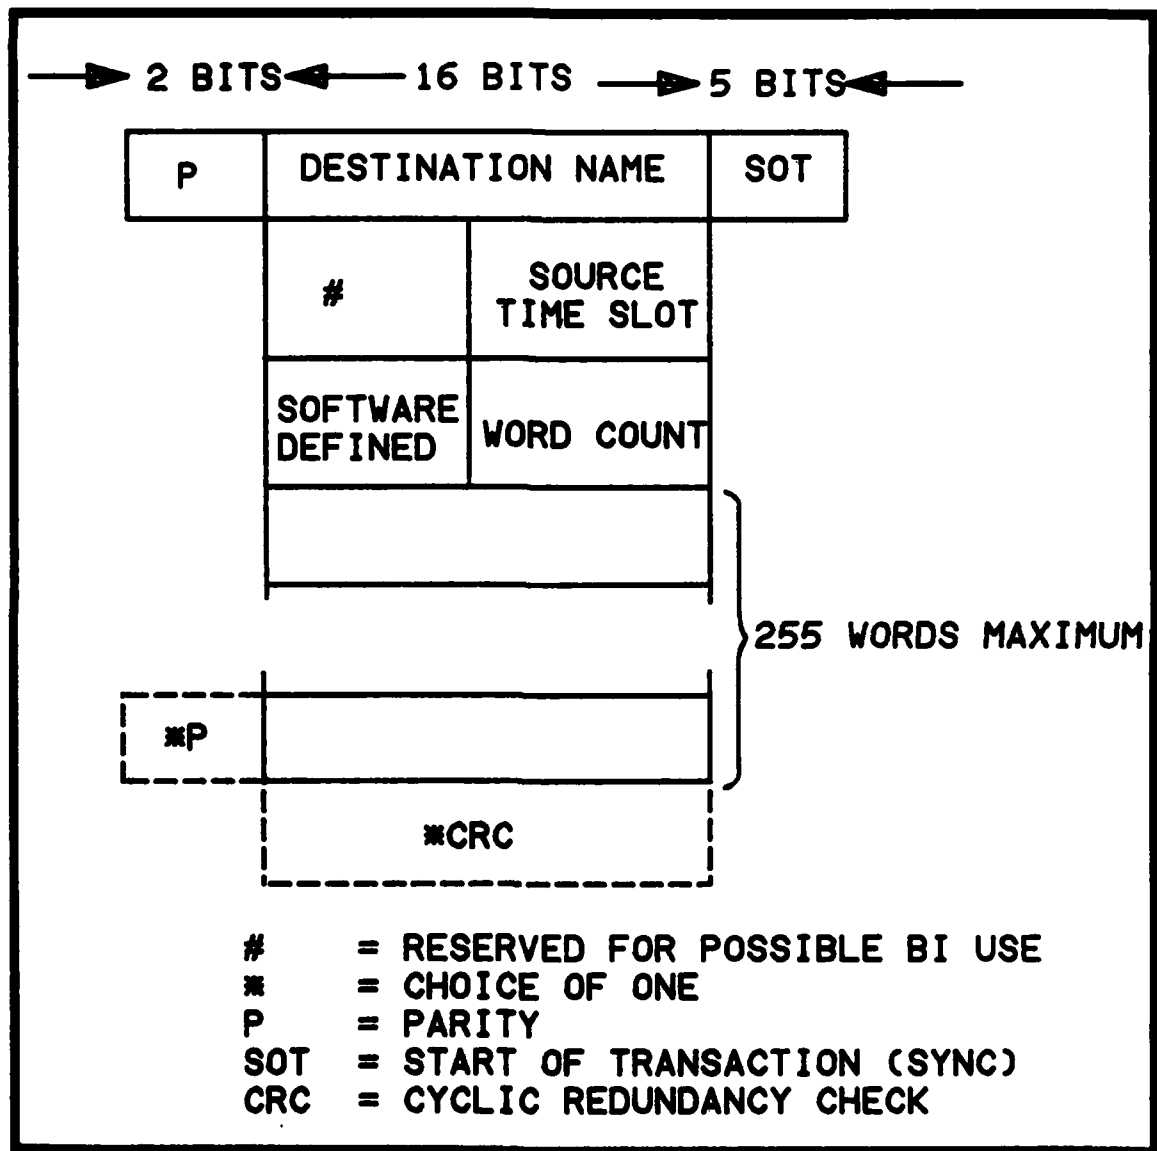 2 BITS 16 BITS 5 BITS
P DESTINATION NAME SOT
# SOURCE TIME SLOT
SOFTWARE DEFINED WORD COUNT
255 WORDS MAXIMUM
*P
*CRC
# = RESERVED FOR POSSIBLE BI USE
* = CHOICE OF ONE
P = PARITY
SOT = START OF TRANSACTION (SYNC)
CRC = CYCLIC REDUNDANCY CHECK